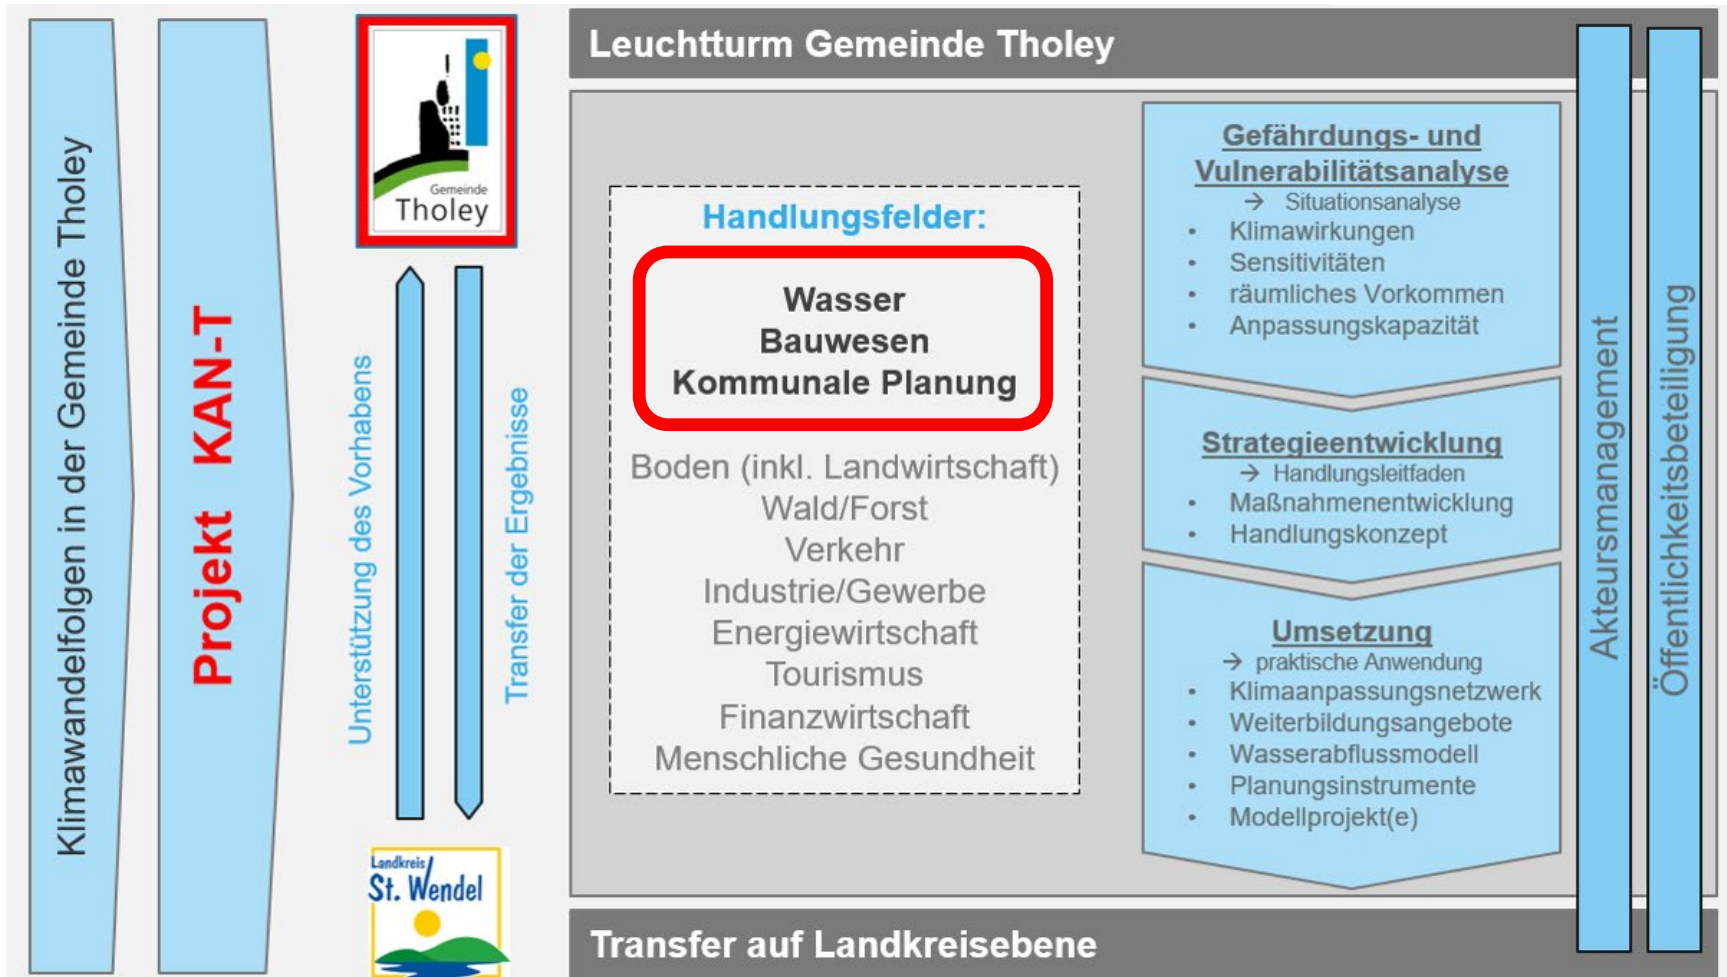 Klimawandelfolgen in der Gemeinde Tholey
Projekt KAN-T
Gemeinde
Tholey
Unterstützung des Vorhabens
Transfer der Ergebnisse
Landkreis
St. Wendel
Leuchtturm Gemeinde Tholey
Handlungsfelder:
Wasser
Bauwesen
Kommunale Planung
Boden (inkl. Landwirtschaft)
Wald/Forst
Verkehr
Industrie/Gewerbe
Energiewirtschaft
Tourismus
Finanzwirtschaft
Menschliche Gesundheit
Gefährdungs- und
Vulnerabilitätsanalyse
→ Situationsanalyse
• Klimawirkungen
• Sensitivitäten
• räumliches Vorkommen
• Anpassungskapazität
Strategieentwicklung
→ Handlungsleitfaden
• Maßnahmenentwicklung
• Handlungskonzept
Umsetzung
→ praktische Anwendung
• Klimaanpassungsnetzwerk
• Weiterbildungsangebote
• Wasserabflussmodell
• Planungsinstrumente
• Modellprojekt(e)
Akteursmanagement
Öffentlichkeitsbeteiligung
Transfer auf Landkreisebene